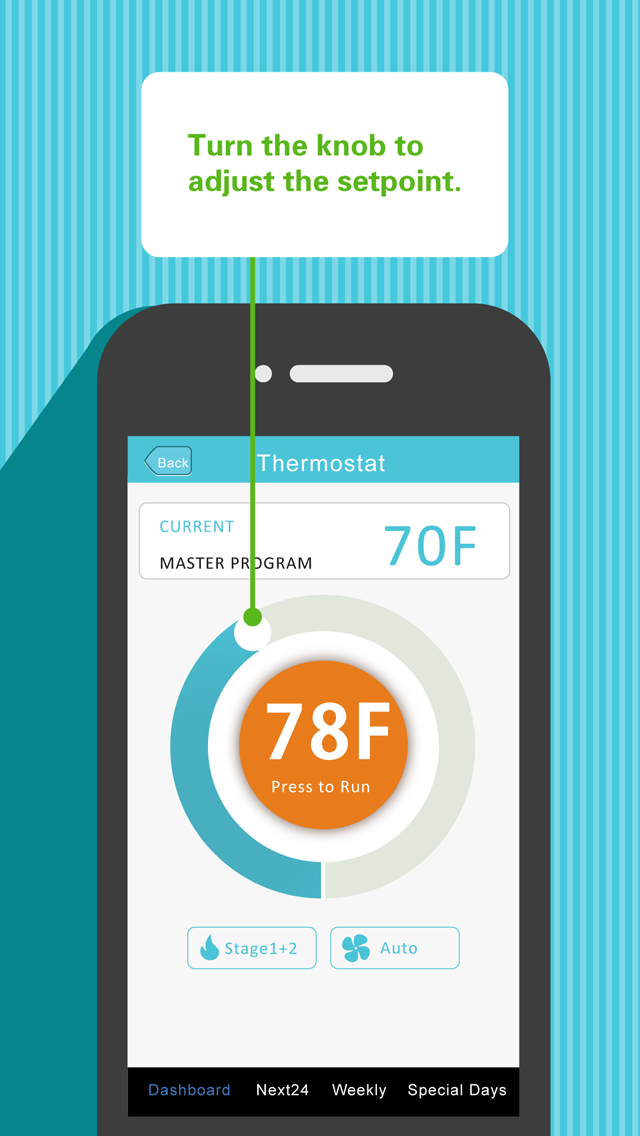 Turn the knob to
adjust the setpoint.
Back
Thermostat
CURRENT
70F
MASTER PROGRAM
78F
Press to Run
Stage1+2
Auto
Dashboard
Next24
Weekly
Special Days